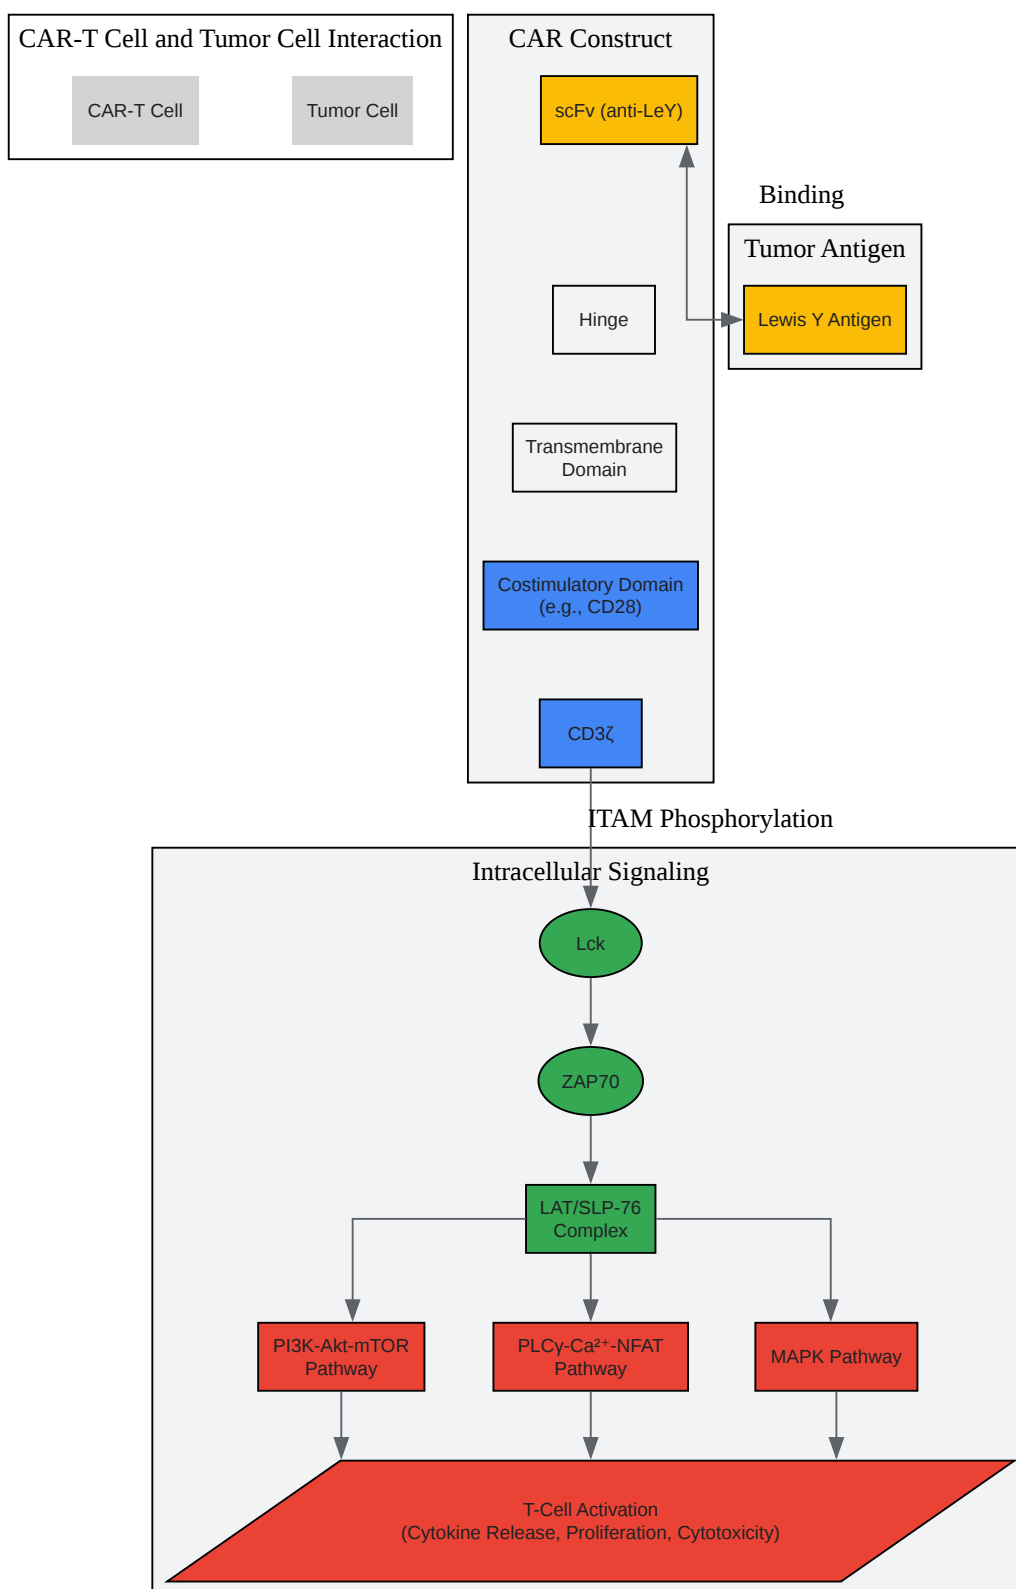 CAR-T Cell and Tumor Cell Interaction
CAR-T Cell
Tumor Cell
CAR Construct
scFv (anti-LeY)
Binding
Tumor Antigen
Hinge
Lewis Y Antigen
Transmembrane
Domain
Costimulatory Domain
(e.g., CD28)
CD3ζ
ITAM Phosphorylation
Intracellular Signaling
Lck
ZAP70
LAT/SLP-76
Complex
PI3K-Akt-mTOR
Pathway
PLCγ-Ca²⁺-NFAT
Pathway
MAPK Pathway
T-Cell Activation
(Cytokine Release, Proliferation, Cytotoxicity)